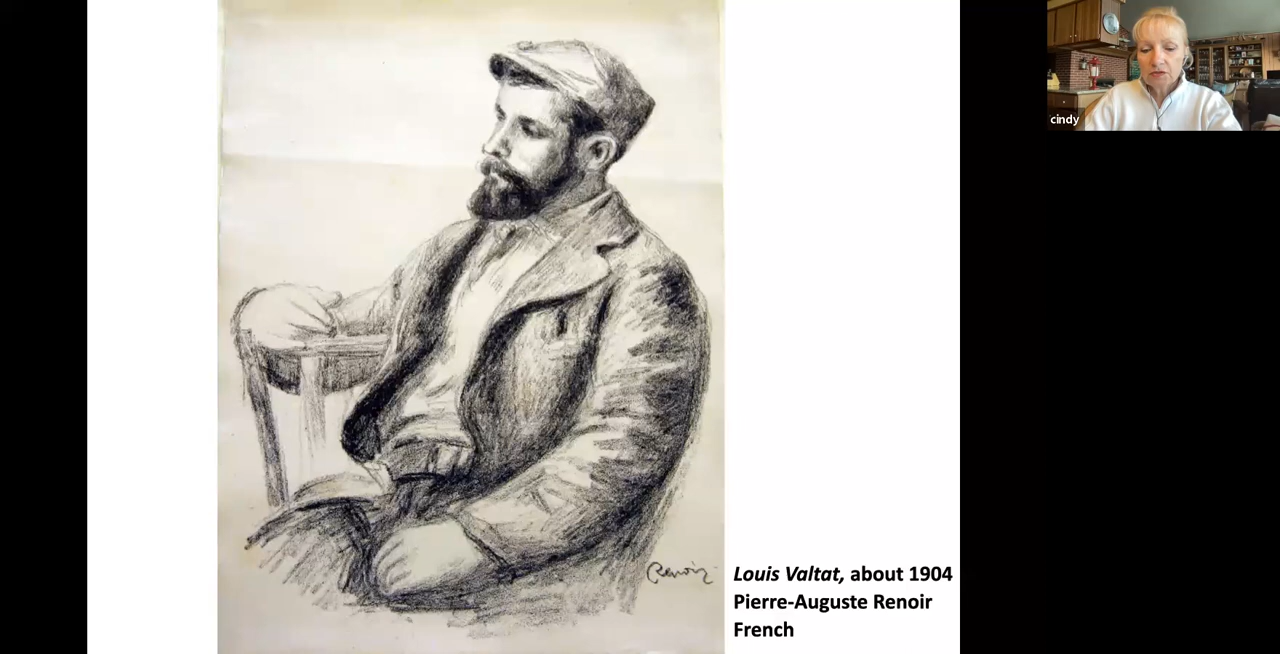 cindy
Renoir
Louis Valtat, about 1904
Pierre-Auguste Renoir
French